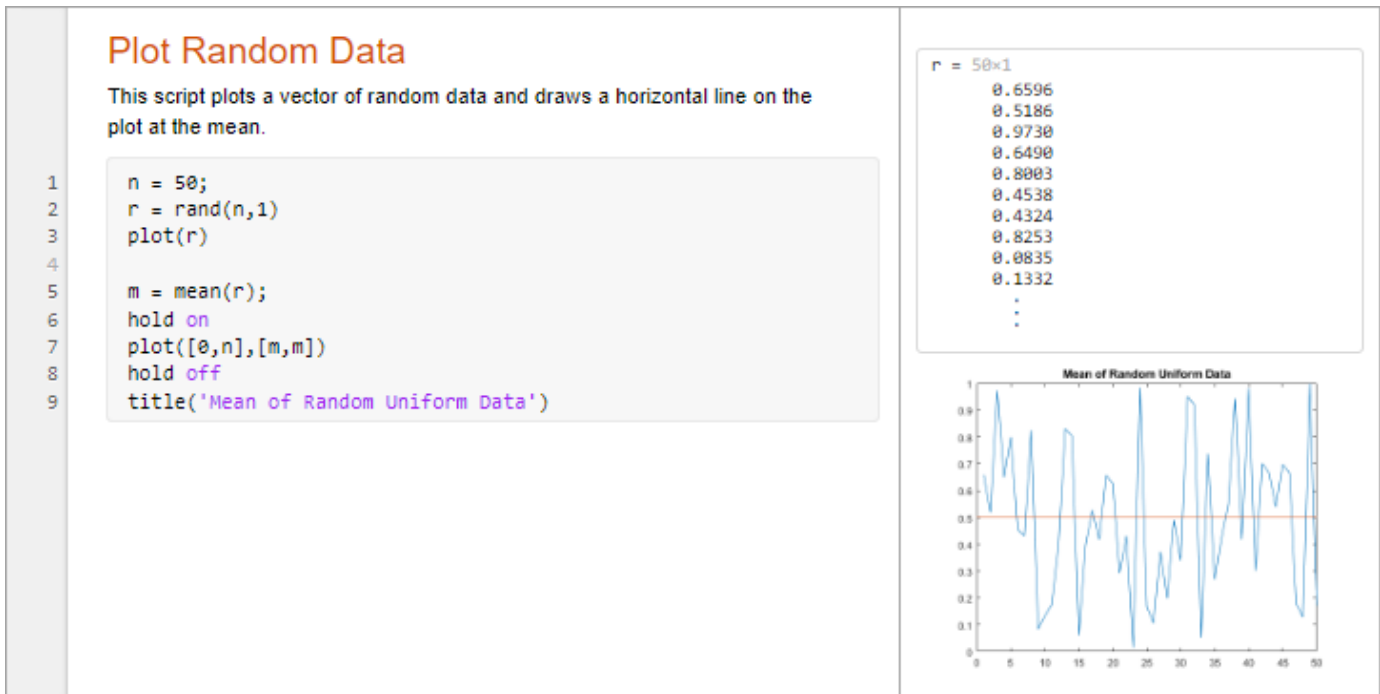 Plot Random Data
This script plots a vector of random data and draws a horizontal line on the
plot at the mean.
1 n = 50;
2 r = rand(n,1)
3 plot(r)
4
5 m = mean(r);
6 hold on
7 plot([0,n],[m,m])
8 hold off
9 title('Mean of Random Uniform Data')
r = 50×1
0.6596
0.5186
0.9730
0.6490
0.8003
0.4538
0.4324
0.8253
0.0835
0.1332
⋮
Mean of Random Uniform Data
1
0.9
0.8
0.7
0.6
0.5
0.4
0.3
0.2
0.1
0
0 5 10 15 20 25 30 35 40 45 50